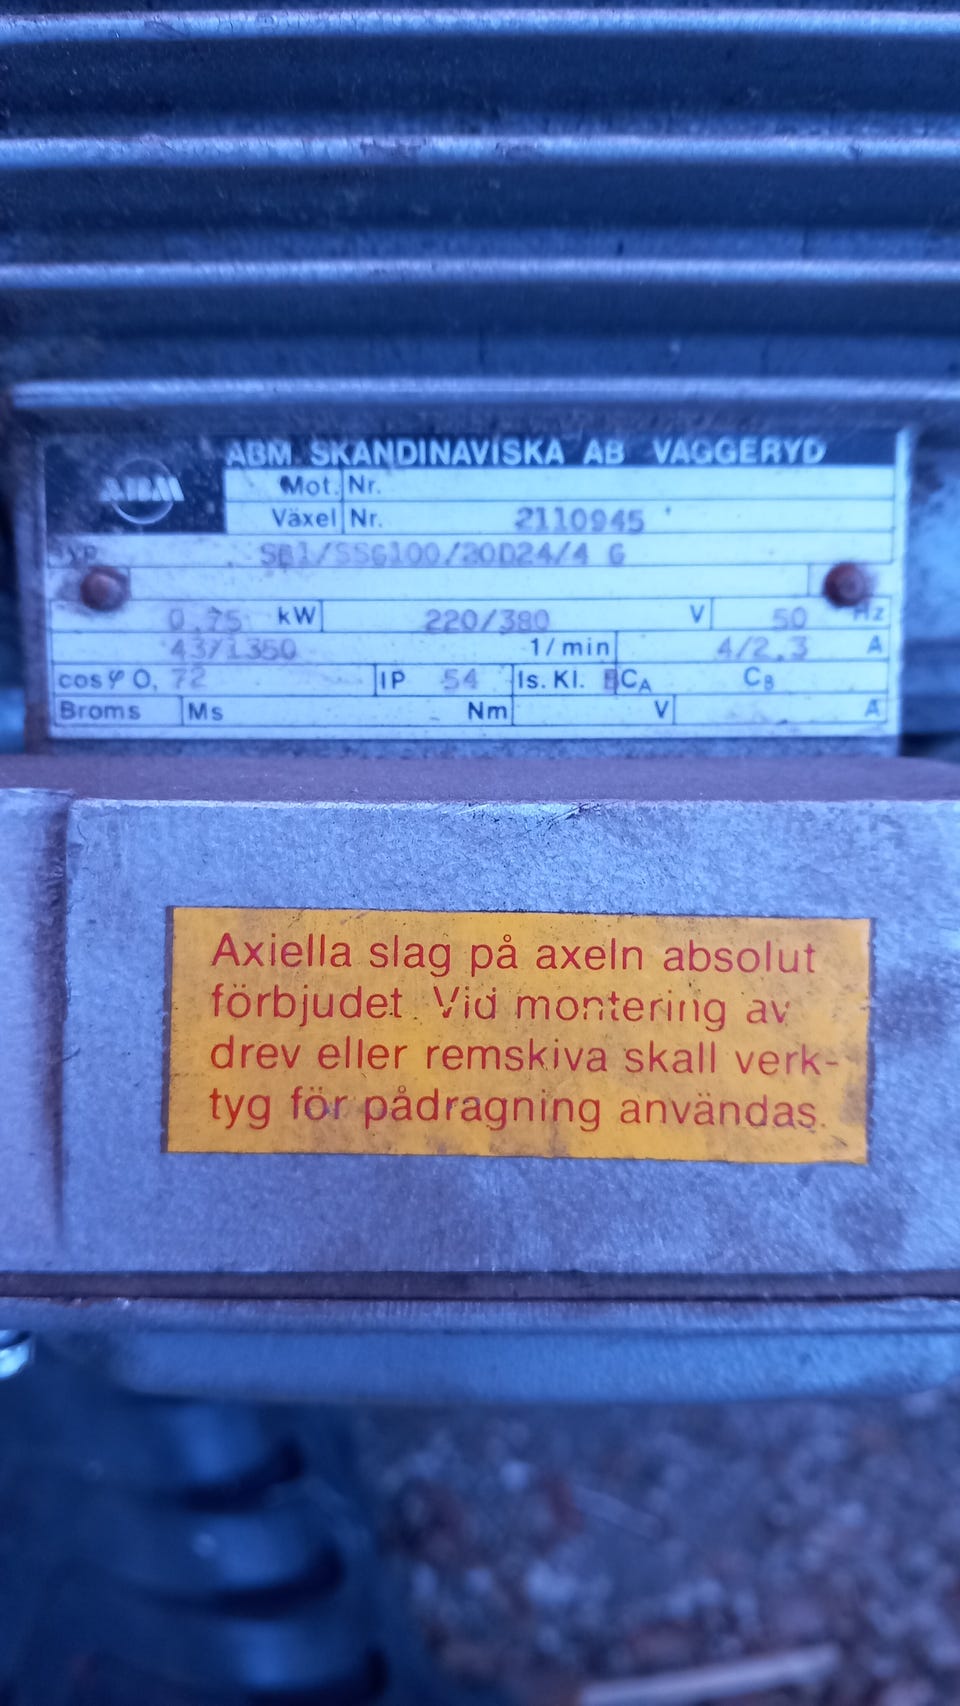 ABM SKANDINAVISKA AB VAGGERYD
ABM
Mot. Nr.
Växel Nr. 2110945
SB1/SSG100/20D24/4 G
0,75 kW 220/380 V 50 Hz
43/1350 1/min 4/2,3 A
cosφ 0, 72 IP 54 Is. Kl. CA CB
Broms Ms Nm V A
Axiella slag på axeln absolut
förbjudet. Vid montering av
drev eller remskiva skall verk-
tyg för pådragning användas.